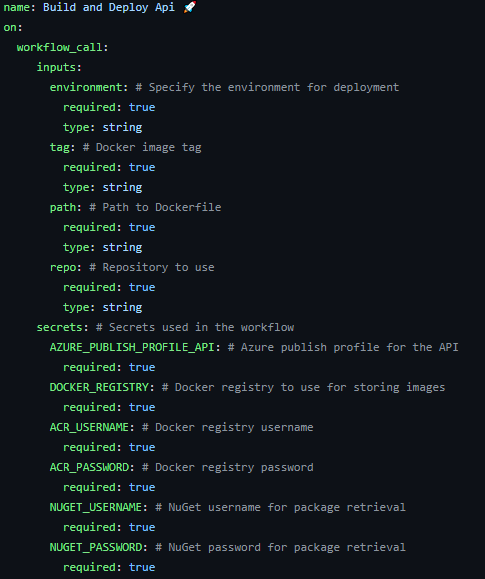 name: Build and Deploy Api 🚀
on:
  workflow_call:
     inputs:
       environment: # Specify the environment for deployment
         required: true
         type: string
       tag: # Docker image tag
         required: true
         type: string
       path: # Path to Dockerfile
         required: true
         type: string
       repo: # Repository to use
         required: true
         type: string
     secrets: # Secrets used in the workflow
       AZURE_PUBLISH_PROFILE_API: # Azure publish profile for the API
         required: true
       DOCKER_REGISTRY: # Docker registry to use for storing images
         required: true
       ACR_USERNAME: # Docker registry username
         required: true
       ACR_PASSWORD: # Docker registry password
         required: true
       NUGET_USERNAME: # NuGet username for package retrieval
         required: true
       NUGET_PASSWORD: # NuGet password for package retrieval
         required: true